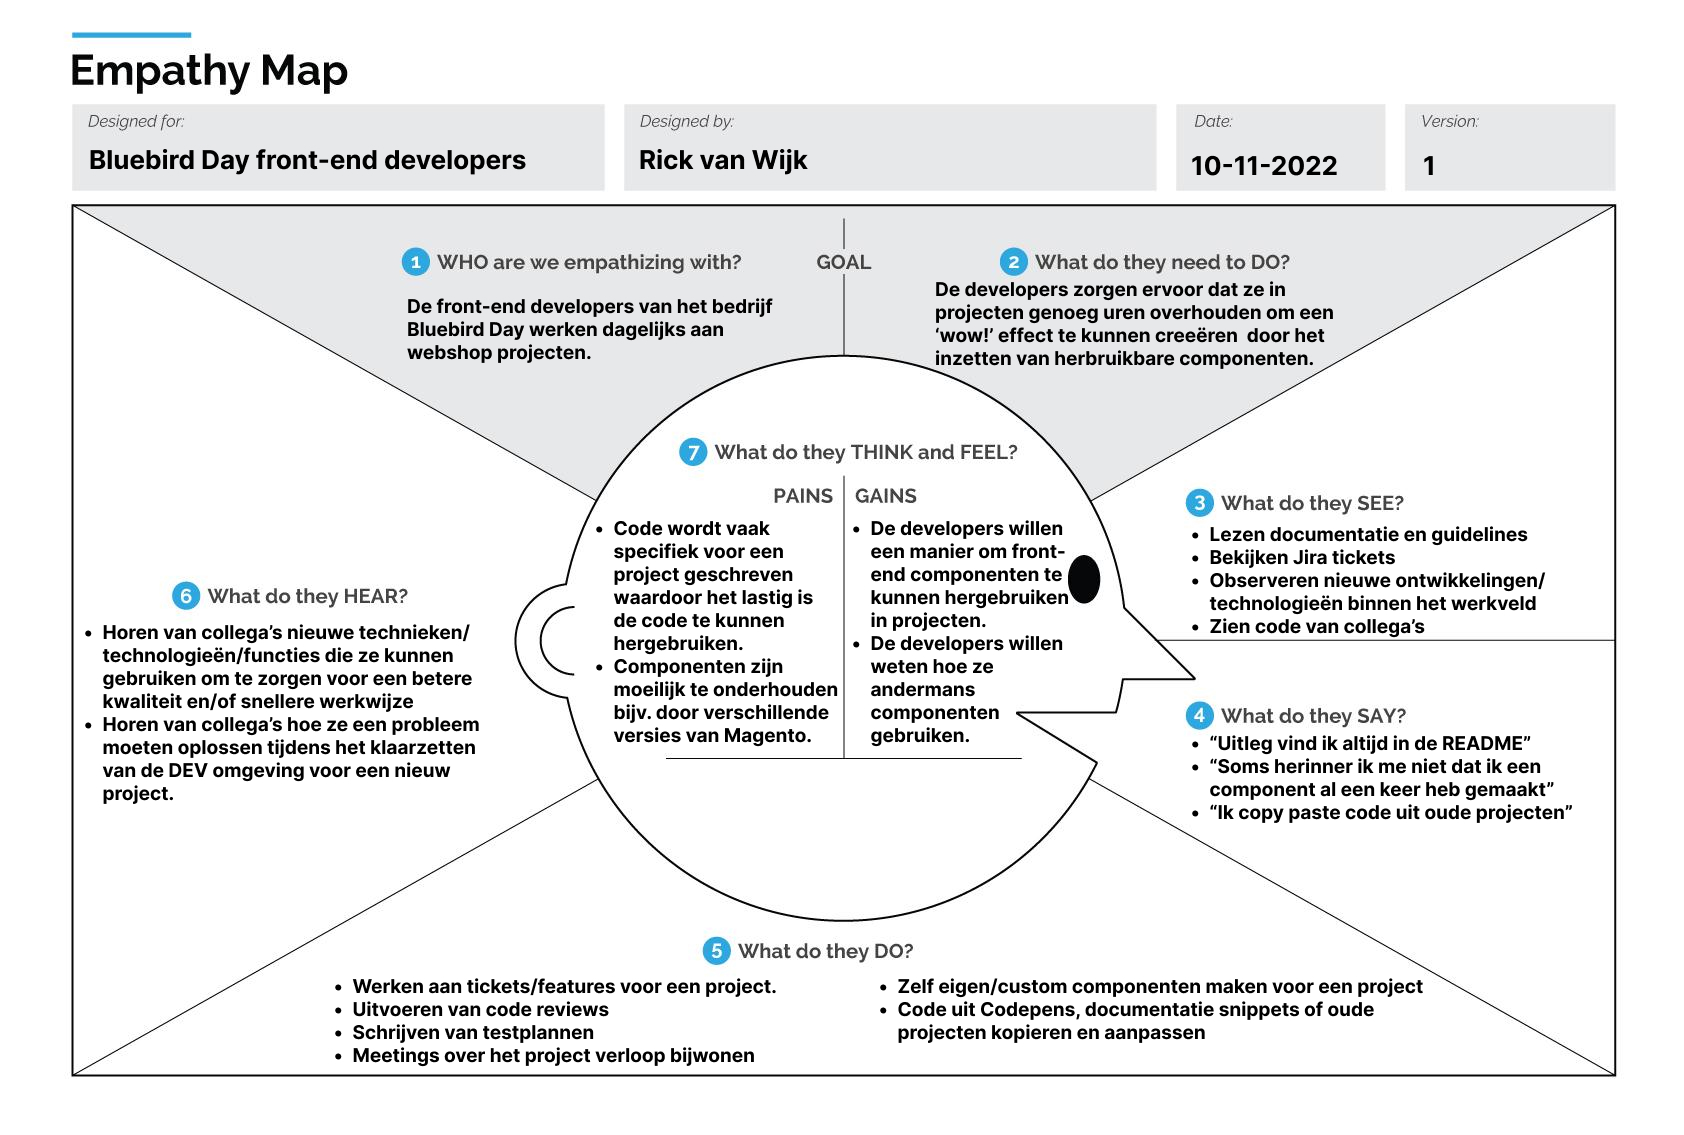 Empathy Map
Designed for:
Bluebird Day front-end developers
Designed by:
Rick van Wijk
Date:
10-11-2022
Version:
1
1 WHO are we empathizing with?
De front-end developers van het bedrijf
Bluebird Day werken dagelijks aan
webshop projecten.
GOAL
2 What do they need to DO?
De developers zorgen ervoor dat ze in
projecten genoeg uren overhouden om een
‘wow!’ effect te kunnen creeëren door het
inzetten van herbruikbare componenten.
3 What do they SEE?
• Lezen documentatie en guidelines
• Bekijken Jira tickets
• Observeren nieuwe ontwikkelingen/
technologieën binnen het werkveld
• Zien code van collega’s
4 What do they SAY?
• “Uitleg vind ik altijd in de README”
• “Soms herinner ik me niet dat ik een
component al een keer heb gemaakt”
• “Ik copy paste code uit oude projecten”
5 What do they DO?
• Werken aan tickets/features voor een project.
• Uitvoeren van code reviews
• Schrijven van testplannen
• Meetings over het project verloop bijwonen
• Zelf eigen/custom componenten maken voor een project
• Code uit Codepens, documentatie snippets of oude
projecten kopieren en aanpassen
6 What do they HEAR?
• Horen van collega’s nieuwe technieken/
technologieën/functies die ze kunnen
gebruiken om te zorgen voor een betere
kwaliteit en/of snellere werkwijze
• Horen van collega’s hoe ze een probleem
moeten oplossen tijdens het klaarzetten
van de DEV omgeving voor een nieuw
project.
7 What do they THINK and FEEL?
PAINS
• Code wordt vaak
specifiek voor een
project geschreven
waardoor het lastig is
de code te kunnen
hergebruiken.
• Componenten zijn
moeilijk te onderhouden
bijv. door verschillende
versies van Magento.
GAINS
• De developers willen
een manier om front-
end componenten te
kunnen hergebruiken
in projecten.
• De developers willen
weten hoe ze
andermans
componenten
gebruiken.